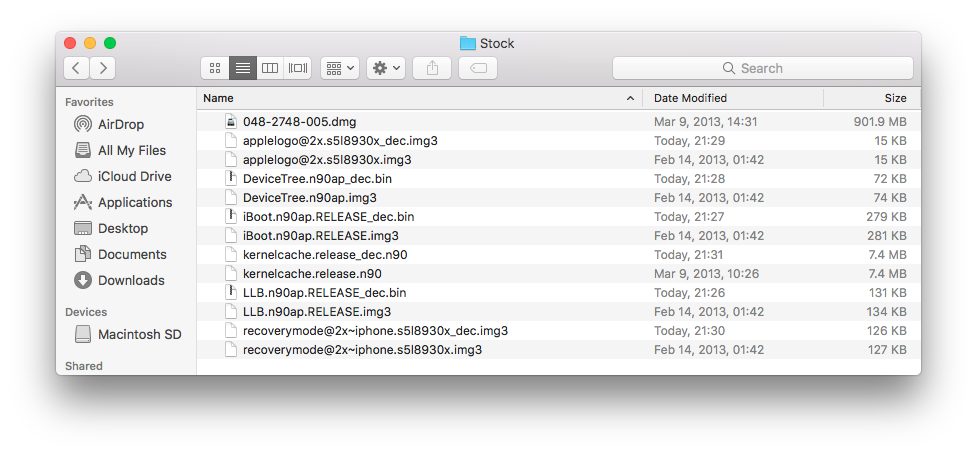 Stock
Search
Favorites
AirDrop
All My Files
iCloud Drive
Applications
Desktop
Documents
Downloads
Devices
Macintosh SD
Shared
Name Date Modified Size
048-2748-005.dmg Mar 9, 2013, 14:31 901.9 MB
applelogo@2x.s5l8930x_dec.img3 Today, 21:29 15 KB
applelogo@2x.s5l8930x.img3 Feb 14, 2013, 01:42 15 KB
DeviceTree.n90ap_dec.bin Today, 21:28 72 KB
DeviceTree.n90ap.img3 Feb 14, 2013, 01:42 74 KB
iBoot.n90ap.RELEASE_dec.bin Today, 21:27 279 KB
iBoot.n90ap.RELEASE.img3 Feb 14, 2013, 01:42 281 KB
kernelcache.release_dec.n90 Today, 21:31 7.4 MB
kernelcache.release.n90 Mar 9, 2013, 10:26 7.4 MB
LLB.n90ap.RELEASE_dec.bin Today, 21:26 131 KB
LLB.n90ap.RELEASE.img3 Feb 14, 2013, 01:42 134 KB
recoverymode@2x~iphone.s5l8930x_dec.img3 Today, 21:30 126 KB
recoverymode@2x~iphone.s5l8930x.img3 Feb 14, 2013, 01:42 127 KB